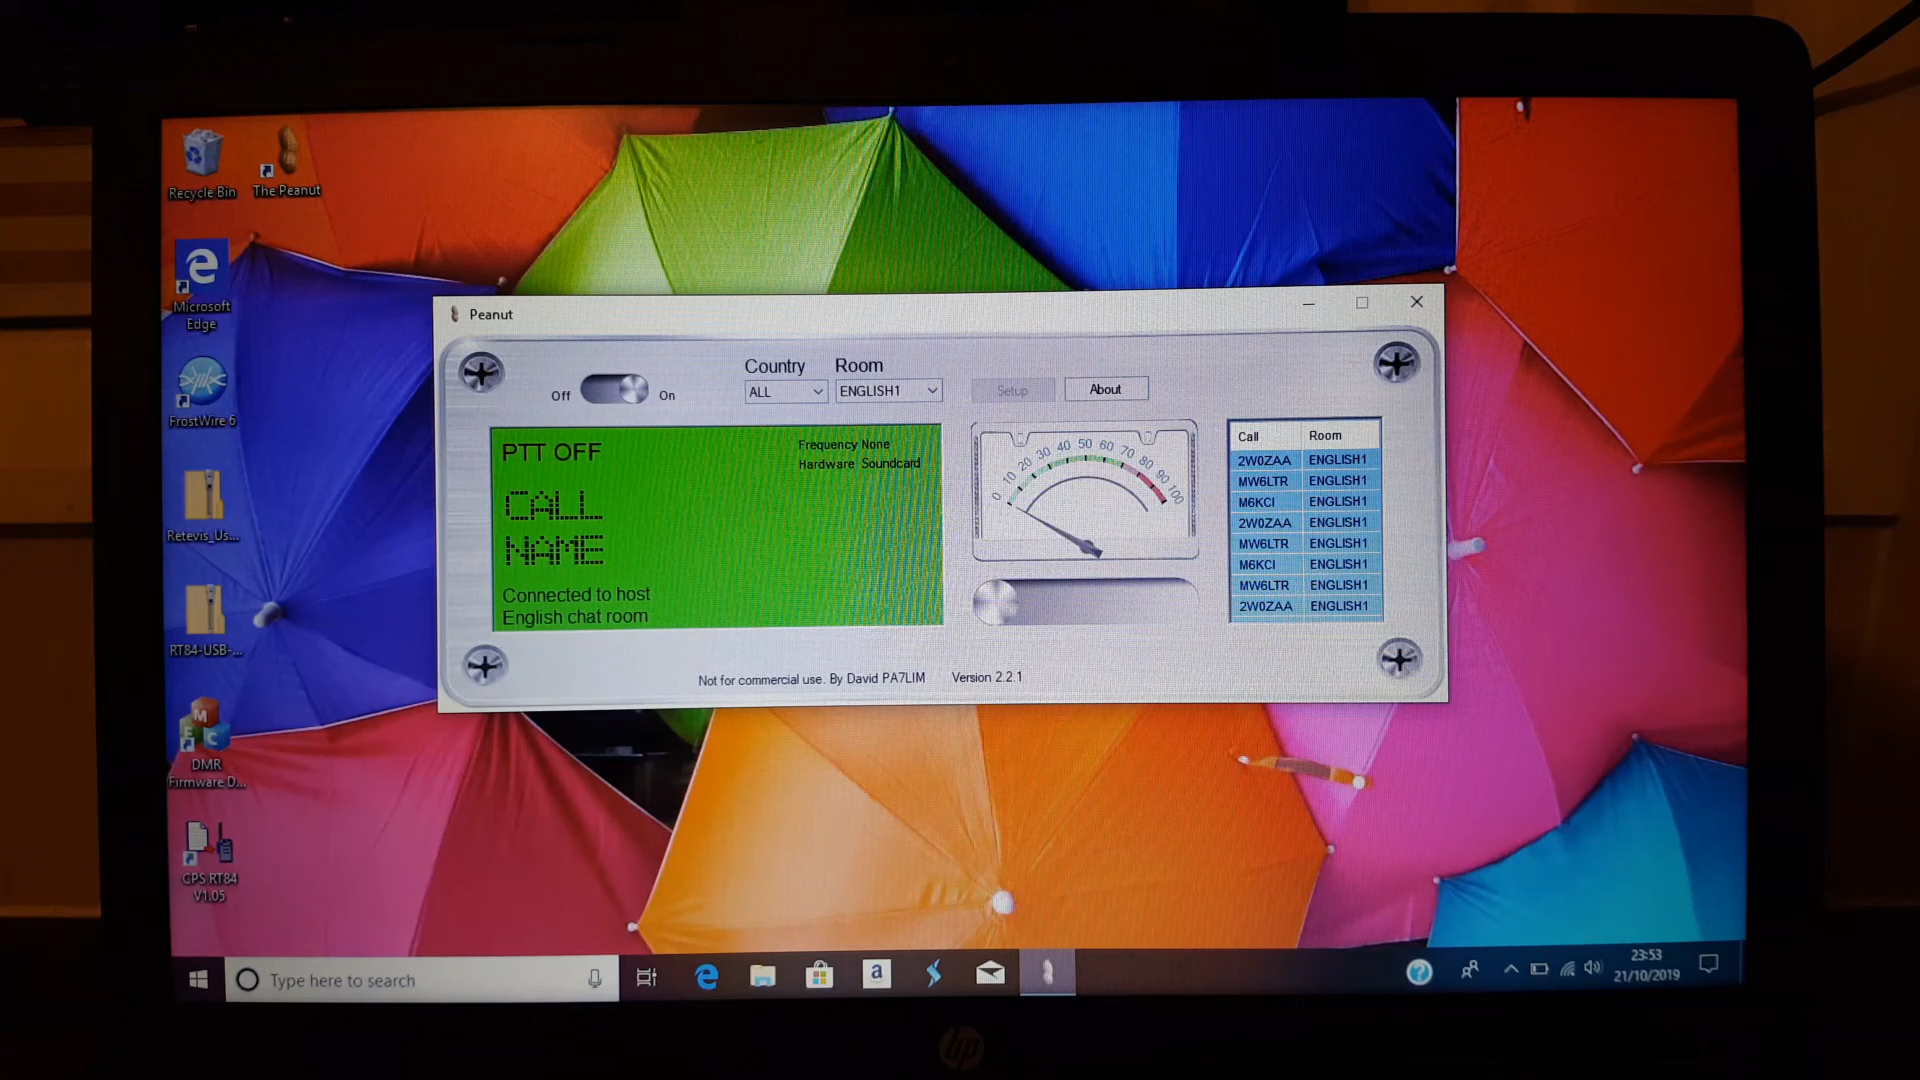 Recycle Bin
The Peanut
Microsoft
Edge
FrostWire 6
Retevis_Us...
RT84-USB-...
M
F
C
DMR
Firmware D...
CPS RT84
V1.05
Peanut
Off
On
Country
Room
ALL
ENGLISH1
Setup
About
PTT OFF
Frequency None
Hardware Soundcard
CALL
NAME
Connected to host
English chat room
0 10 20 30 40 50 60 70 80 90 100
Call Room
2W0ZAA ENGLISH1
MW6LTR ENGLISH1
M6KCI ENGLISH1
2W0ZAA ENGLISH1
MW6LTR ENGLISH1
M6KCI ENGLISH1
MW6LTR ENGLISH1
2W0ZAA ENGLISH1
Not for commercial use. By David PA7LIM Version 2.2.1
Type here to search
a
?
23:53
21/10/2019
hp